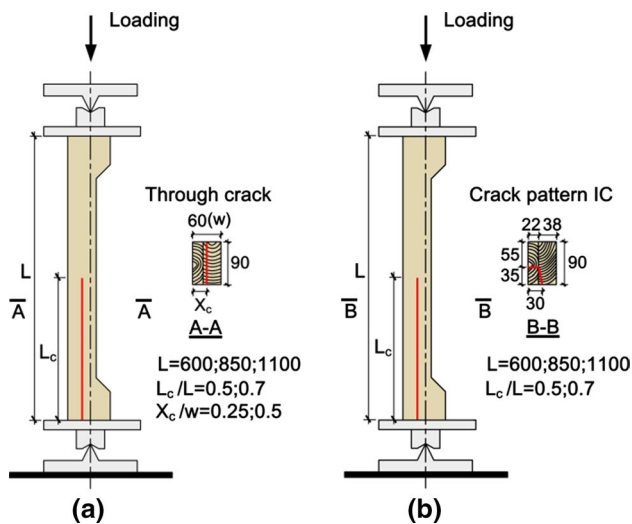 Loading
Through crack
60(w)
90
L
A
A
Xc
A-A
Lc
L=600;850;1100
Lc/L=0.5;0.7
Xc/w=0.25;0.5
(a)
Loading
Crack pattern IC
22 38
55
35
90
L
B
B
30
B-B
Lc
L=600;850;1100
Lc/L=0.5;0.7
(b)